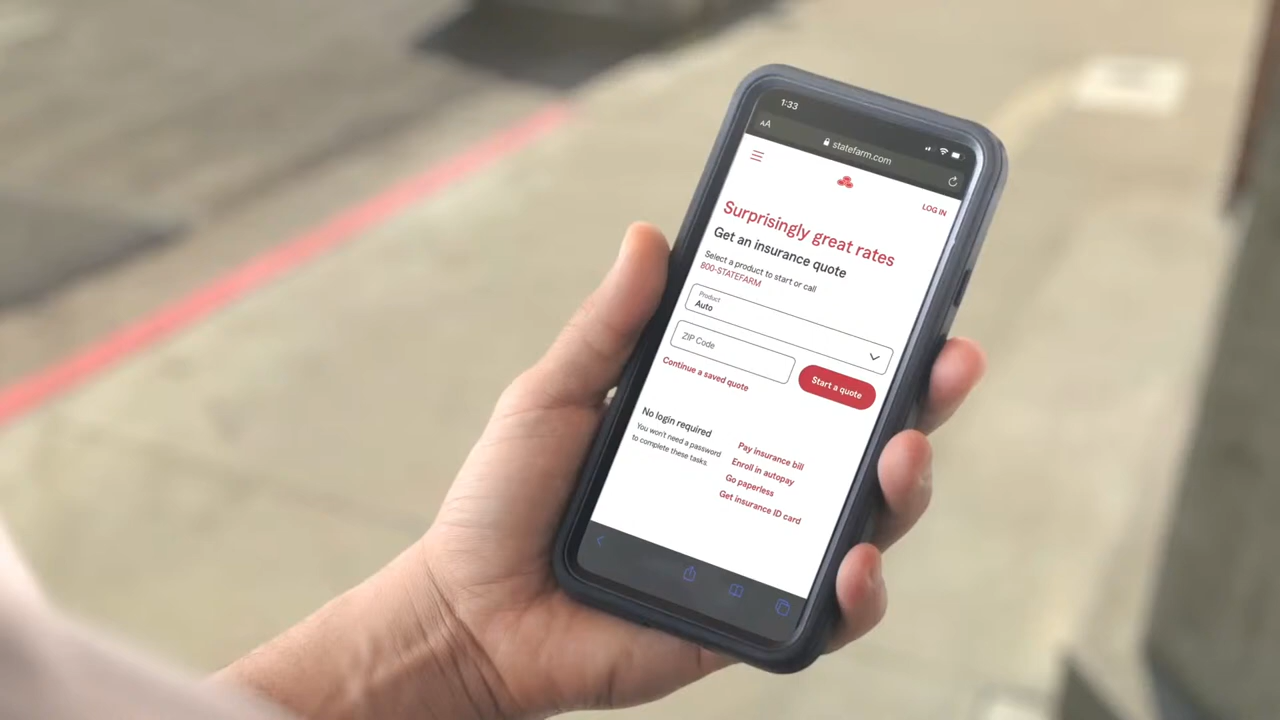 1:33
AA
statefarm.com
LOG IN
Surprisingly great rates
Get an insurance quote
Select a product to start or call
800-STATEFARM
Product
Auto
ZIP Code
Start a quote
Continue a saved quote
No login required
You won't need a password
to complete these tasks.
Pay insurance bill
Enroll in autopay
Go paperless
Get insurance ID card